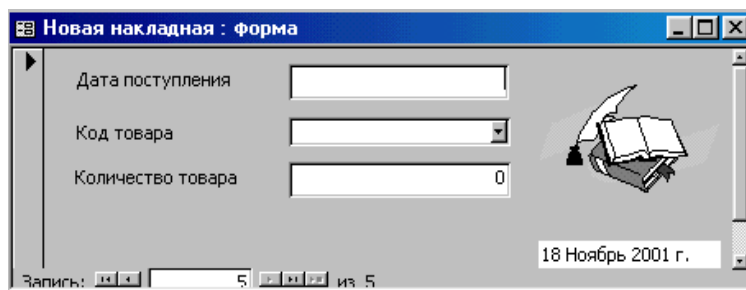 Новая накладная : форма
Дата поступления
Код товара
Количество товара 0
18 Ноябрь 2001 г.
Запись: 5 из 5